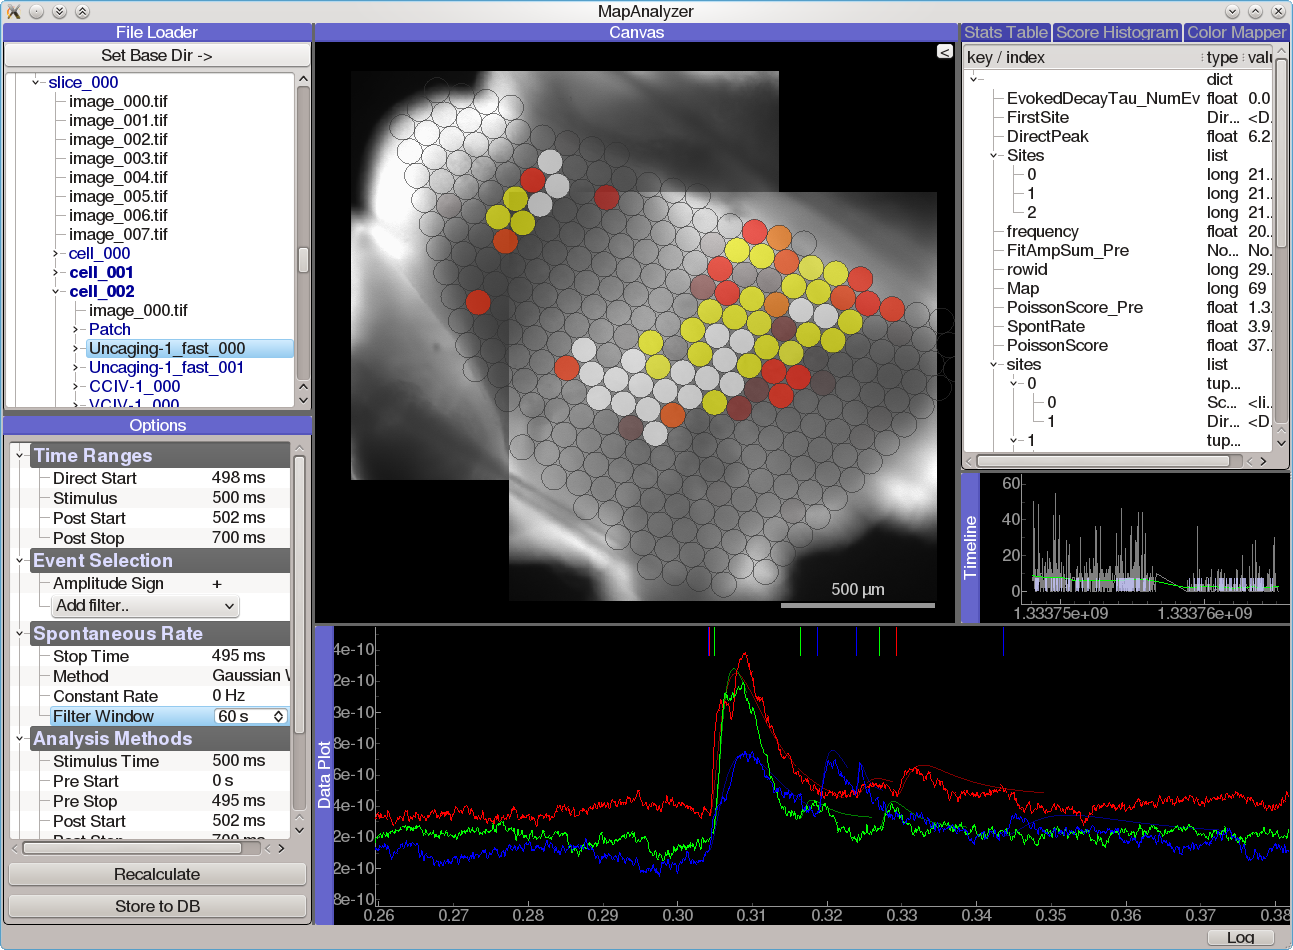 MapAnalyzer
File Loader
Set Base Dir ->
slice_000
image_000.tif
image_001.tif
image_002.tif
image_003.tif
image_004.tif
image_005.tif
image_006.tif
image_007.tif
cell_000
cell_001
cell_002
image_000.tif
Patch
Uncaging-1_fast_000
Uncaging-1_fast_001
CCIV-1_000
VCIV-1_000
Options
Time Ranges
Direct Start 498 ms
Stimulus 500 ms
Post Start 502 ms
Post Stop 700 ms
Event Selection
Amplitude Sign +
Add filter..
Spontaneous Rate
Stop Time 495 ms
Method Gaussian W
Constant Rate 0 Hz
Filter Window 60 s
Analysis Methods
Stimulus Time 500 ms
Pre Start 0 s
Pre Stop 495 ms
Post Start 502 ms
Post Stop 700 ms
Recalculate
Store to DB
Canvas
<
500 µm
Stats Table Score Histogram Color Mapper
key / index type valu
dict
EvokedDecayTau_NumEv float 0.0
FirstSite Dir... <D.
DirectPeak float 6.2.
Sites list
0 long 21..
1 long 21..
2 long 21..
frequency float 20..
FitAmpSum_Pre No... No.
rowid long 29..
Map long 69
PoissonScore_Pre float 1.3.
SpontRate float 3.9.
PoissonScore float 37..
sites list
0 tup...
0 Sc... <li.
1 Dir... <D.
1 tup...
Timeline
60
40
20
0
1.33375e+09 1.33376e+09
Data Plot
4e-10
2e-10
3e-10
8e-10
6e-10
4e-10
2e-10
2e-10
8e-10
0.26 0.27 0.28 0.29 0.30 0.31 0.32 0.33 0.34 0.35 0.36 0.37 0.38
Log